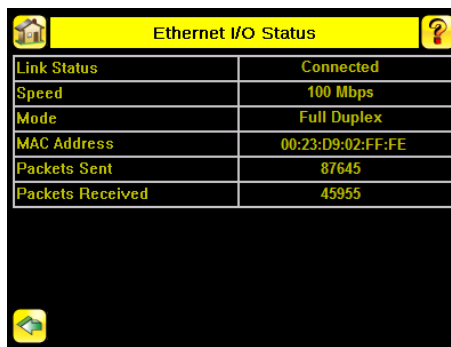 Ethernet I/O Status
?
Link Status Connected
Speed 100 Mbps
Mode Full Duplex
MAC Address 00:23:D9:02:FF:FE
Packets Sent 87645
Packets Received 45955